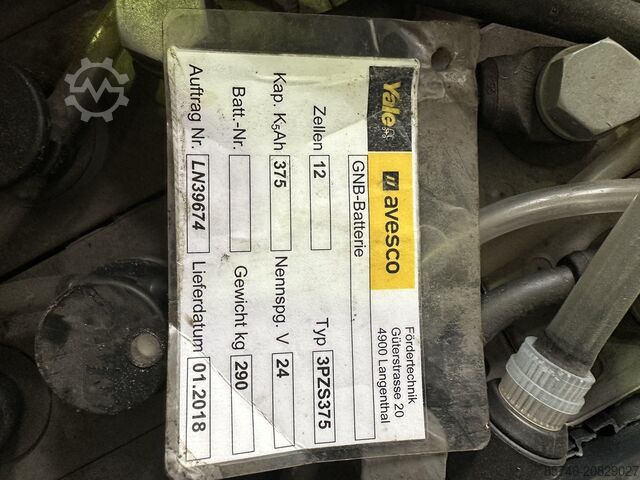 Yale
avesco
Fördertechnik
Güterstrasse 20
4900 Langenthal
GNB-Batterie
Zellen 12 Typ 3PZS375
Kap. K5Ah 375 Nennspg. V 24
Batt.-Nr. Gewicht kg 290
Auftrag Nr. LN39674 Lieferdatum 01.2018